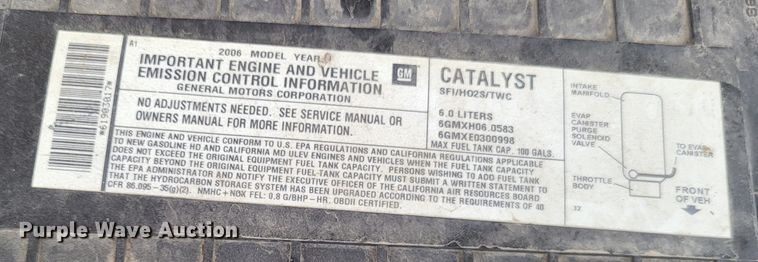 A1
2006 MODEL YEAR
IMPORTANT ENGINE AND VEHICLE
EMISSION CONTROL INFORMATION
GENERAL MOTORS CORPORATION
GM
NO ADJUSTMENTS NEEDED. SEE SERVICE MANUAL OR
OWNERS MANUAL FOR MORE INFORMATION.
CATALYST
SFI/HO2S/TWC
6.0 LITERS
6GMXH06.0583
6GMXE0300998
MAX FUEL TANK CAP. 100 GALS.
THIS ENGINE AND VEHICLE CONFORM TO U.S. EPA REGULATIONS AND CALIFORNIA REGULATIONS APPLICABLE
TO NEW GASOLINE HD AND CALIFORNIA MD ULEV ENGINES AND VEHICLES WHEN THE FUEL TANK CAP.
DOES NOT EXCEED THE ORIGINAL EQUIPMENT FUEL TANK CAPACITY. PERSONS WISHING TO ADD FUEL TANK
CAPACITY BEYOND THE ORIGINAL EQUIPMENT FUEL TANK CAPACITY MUST SUBMIT A WRITTEN STATEMENT TO
THE EPA ADMINISTRATOR AND NOTIFY THE EXECUTIVE OFFICER OF THE CALIFORNIA AIR RESOURCES BOARD
THAT THE HYDROCARBON STORAGE SYSTEM HAS BEEN UPGRADED ACCORDING TO THE REQUIREMENTS OF 40
CFR 86.095-35(g)(2). NMHC+NOX FEL: 0.8 G/BHP-HR. OBDII CERTIFIED.
*61903017*
INTAKE
MANIFOLD
EVAP
CANISTER
PURGE
SOLENOID
VALVE
TO EVAP
CANISTER
THROTTLE
BODY
FRONT OF
VEH
32
Purple Wave Auction